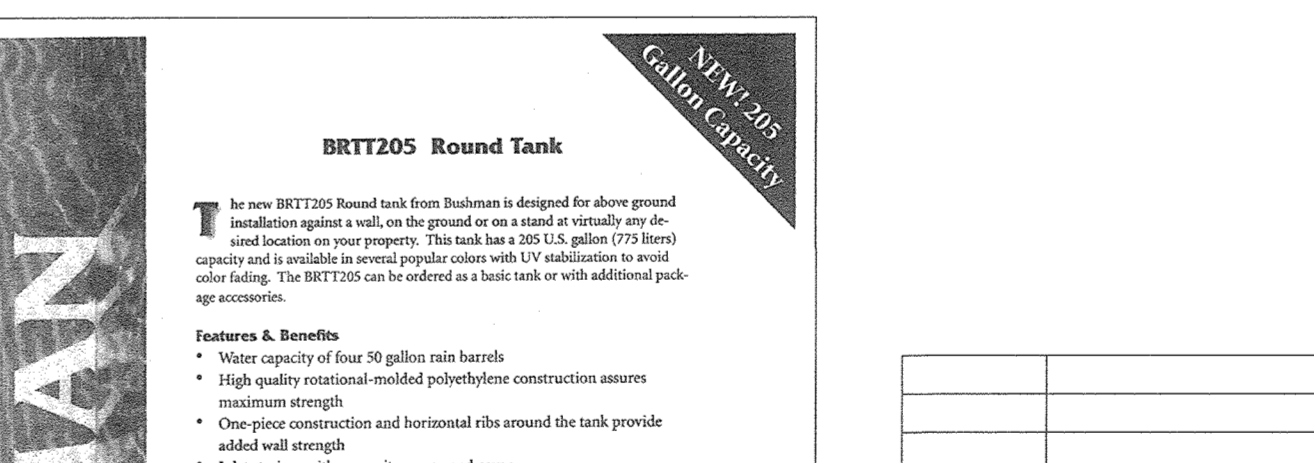 NEW! 205
Gallon Capacity
BRTT205 Round Tank
The new BRTT205 Round tank from Bushman is designed for above ground
installation against a wall, on the ground or on a stand at virtually any de-
sired location on your property. This tank has a 205 U.S. gallon (775 liters)
capacity and is available in several popular colors with UV stabilization to avoid
color fading. The BRTT205 can be ordered as a basic tank or with additional pack-
age accessories.
Features & Benefits
• Water capacity of four 50 gallon rain barrels
• High quality rotational-molded polyethylene construction assures
maximum strength
• One-piece construction and horizontal ribs around the tank provide
added wall strength
AN